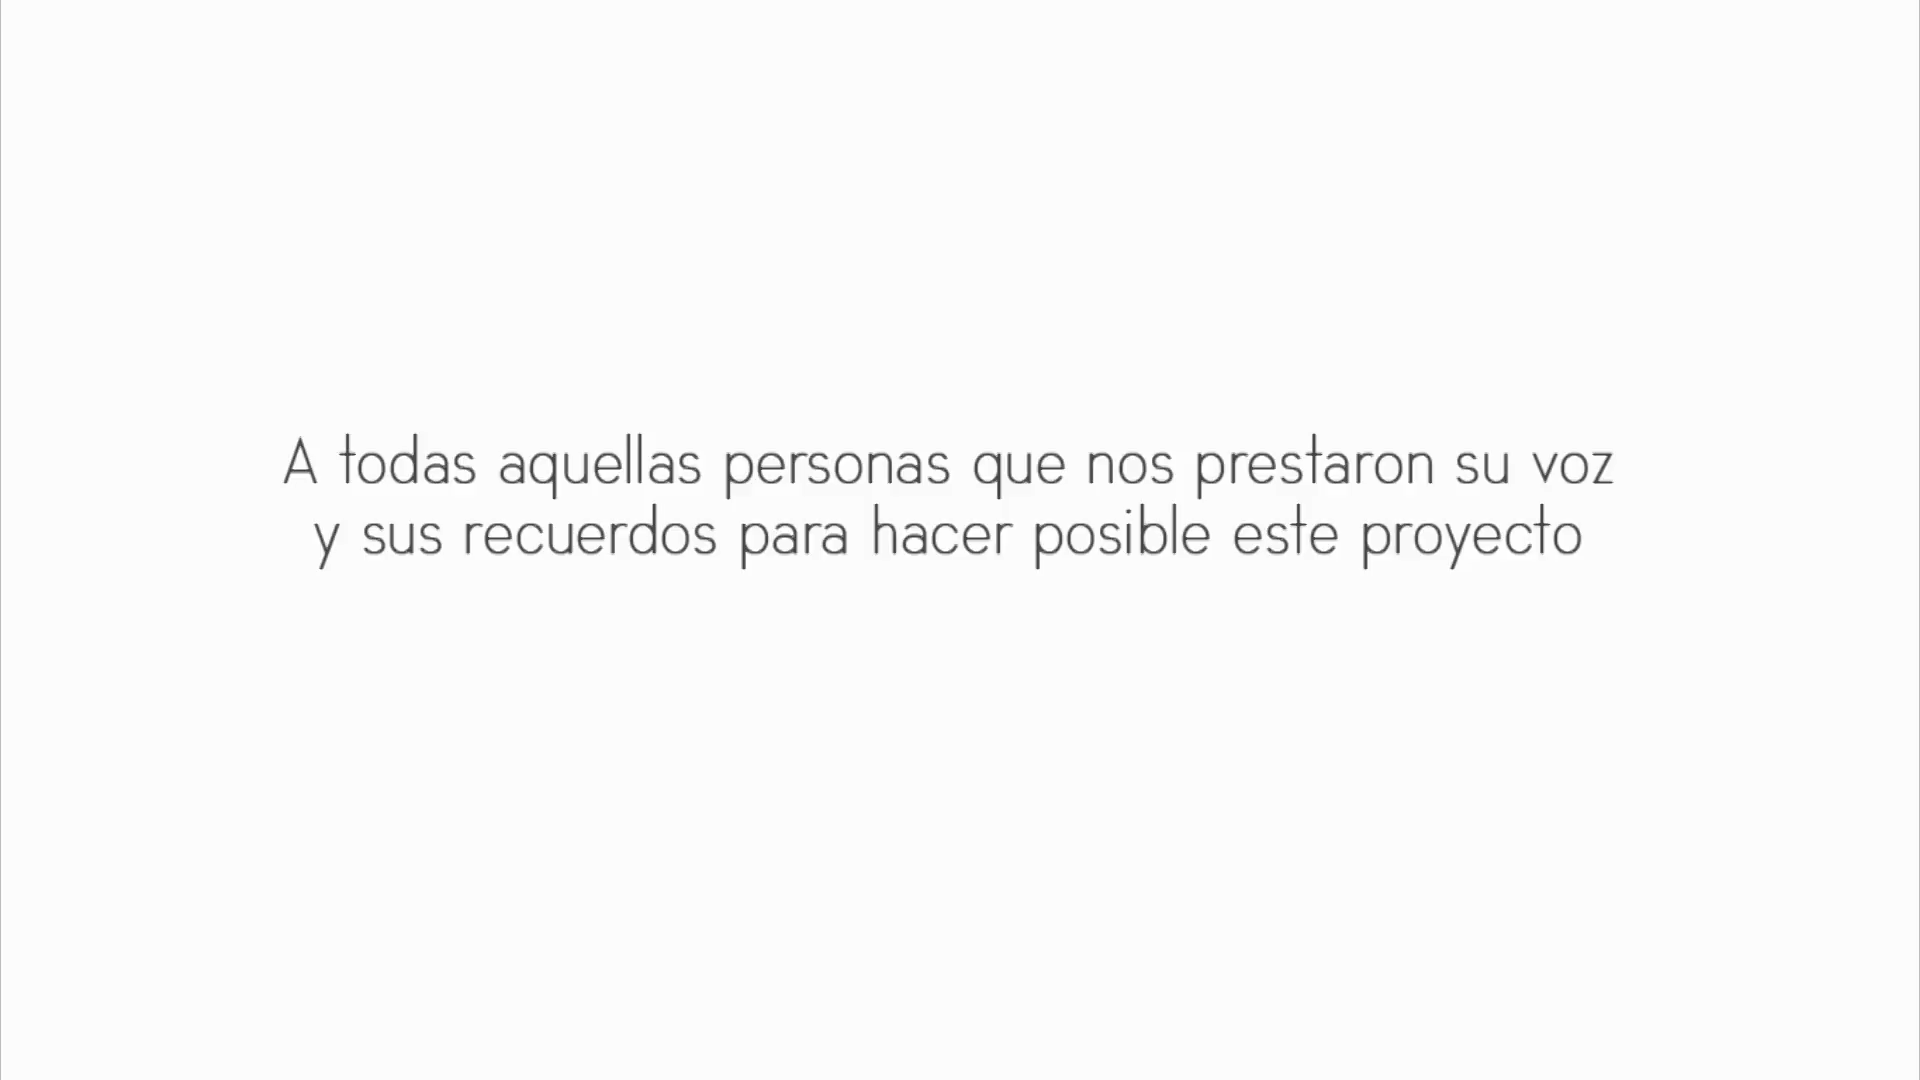 A todas aquellas personas que nos prestaron su voz
y sus recuerdos para hacer posible este proyecto